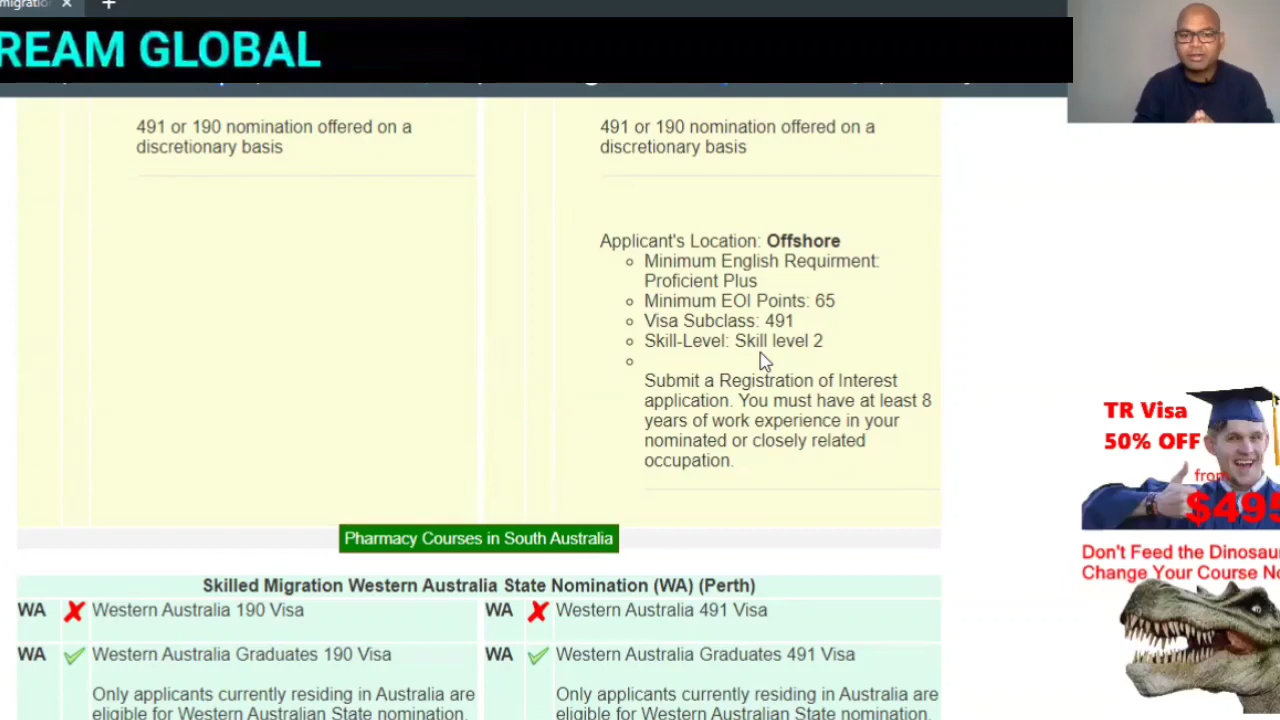 migration
REAM GLOBAL
491 or 190 nomination offered on a
discretionary basis
491 or 190 nomination offered on a
discretionary basis
Applicant's Location: Offshore
Minimum English Requirment:
Proficient Plus
Minimum EOI Points: 65
Visa Subclass: 491
Skill-Level: Skill level 2
Submit a Registration of Interest
application. You must have at least 8
years of work experience in your
nominated or closely related
occupation.
Pharmacy Courses in South Australia
Skilled Migration Western Australia State Nomination (WA) (Perth)
WA Western Australia 190 Visa
WA Western Australia 491 Visa
WA Western Australia Graduates 190 Visa
WA Western Australia Graduates 491 Visa
Only applicants currently residing in Australia are
eligible for Western Australian State nomination.
Only applicants currently residing in Australia are
eligible for Western Australian State nomination.
TR Visa
50% OFF
from
$495
Don't Feed the Dinosau
Change Your Course No